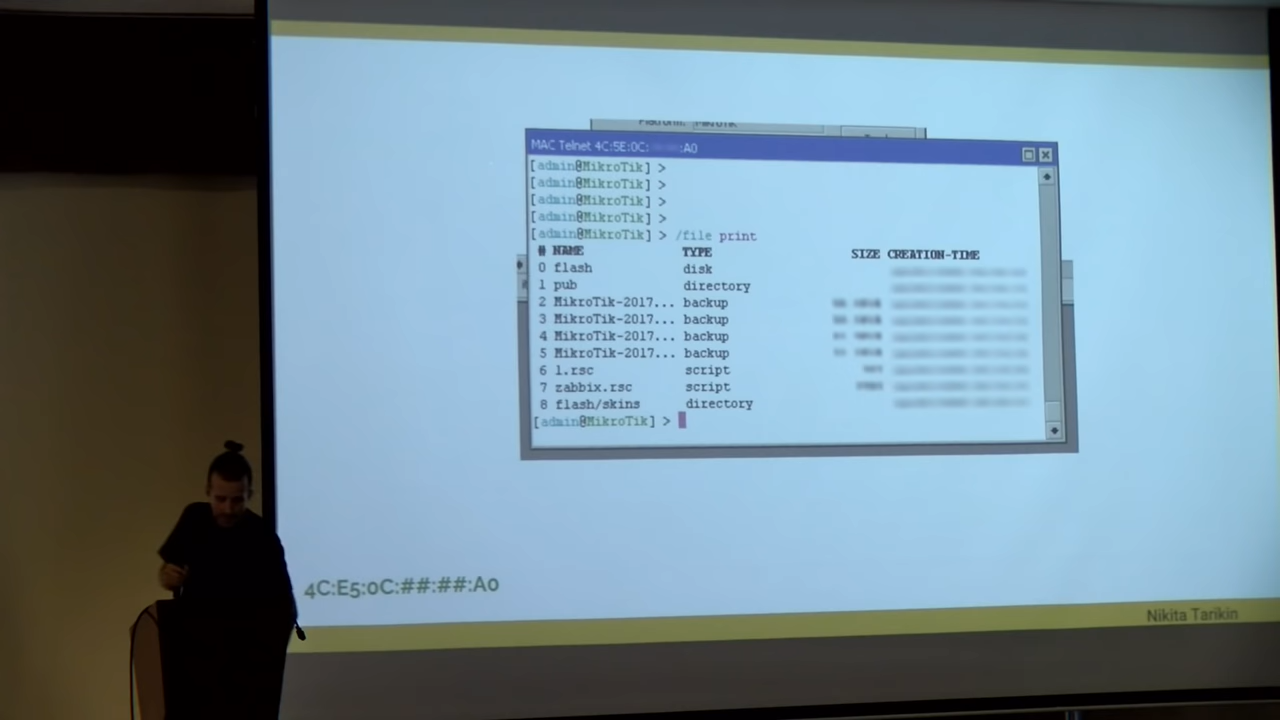 Platform: MikroTik
MAC Telnet 4C:5E:0C: :A0
[admin@MikroTik] >
[admin@MikroTik] >
[admin@MikroTik] >
[admin@MikroTik] >
[admin@MikroTik] > /file print
# NAME TYPE SIZE CREATION-TIME
0 flash disk
1 pub directory
2 MikroTik-2017... backup
3 MikroTik-2017... backup
4 MikroTik-2017... backup
5 MikroTik-2017... backup
6 l.rsc script
7 zabbix.rsc script
8 flash/skins directory
[admin@MikroTik] >
4C:E5:0C:##:##:A0
Nikita Tarikin